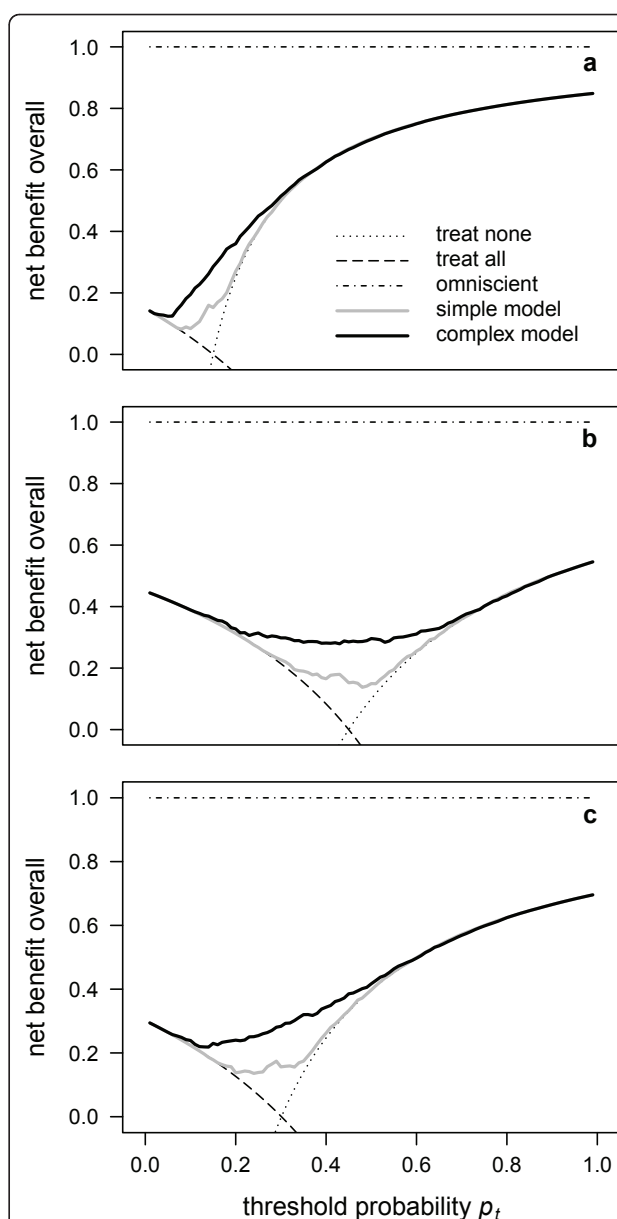 a
1.0
0.8
0.6
0.4
0.2
0.0
net benefit overall
treat none
treat all
omniscient
simple model
complex model
b
1.0
0.8
0.6
0.4
0.2
0.0
net benefit overall
c
1.0
0.8
0.6
0.4
0.2
0.0
net benefit overall
0.0 0.2 0.4 0.6 0.8 1.0
threshold probability pt